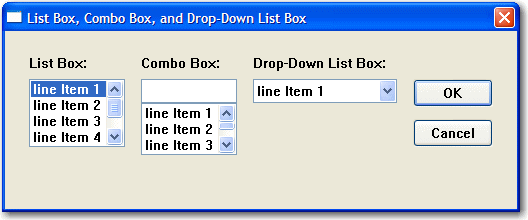 List Box, Combo Box, and Drop-Down List Box
List Box:
line Item 1
line Item 2
line Item 3
line Item 4
Combo Box:
line Item 1
line Item 2
line Item 3
Drop-Down List Box:
line Item 1
OK
Cancel